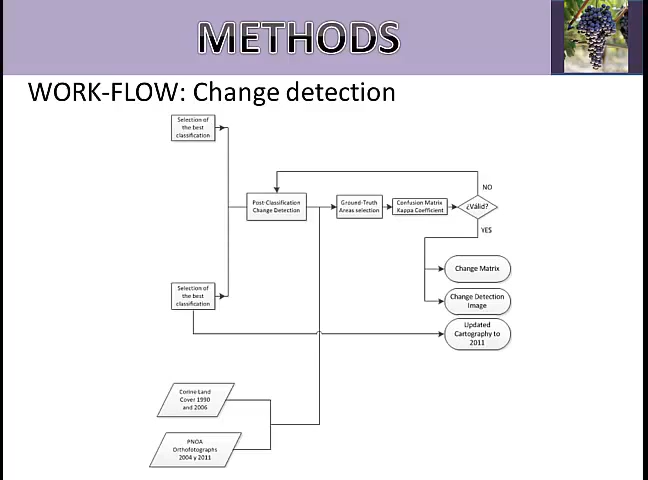 METHODS
WORK-FLOW: Change detection
Selection of
the best
classification
NO
Post-Classification
Change Detection
Ground-Truth
Areas selection
Confusion Matrix
Kappa Coefficient
¿Válid?
YES
Change Matrix
Selection of
the best
classification
Change Detection
Image
Updated
Cartography to
2011
Corine Land
Cover 1990
and 2006
PNOA
Orthofotographs
2004 y 2011